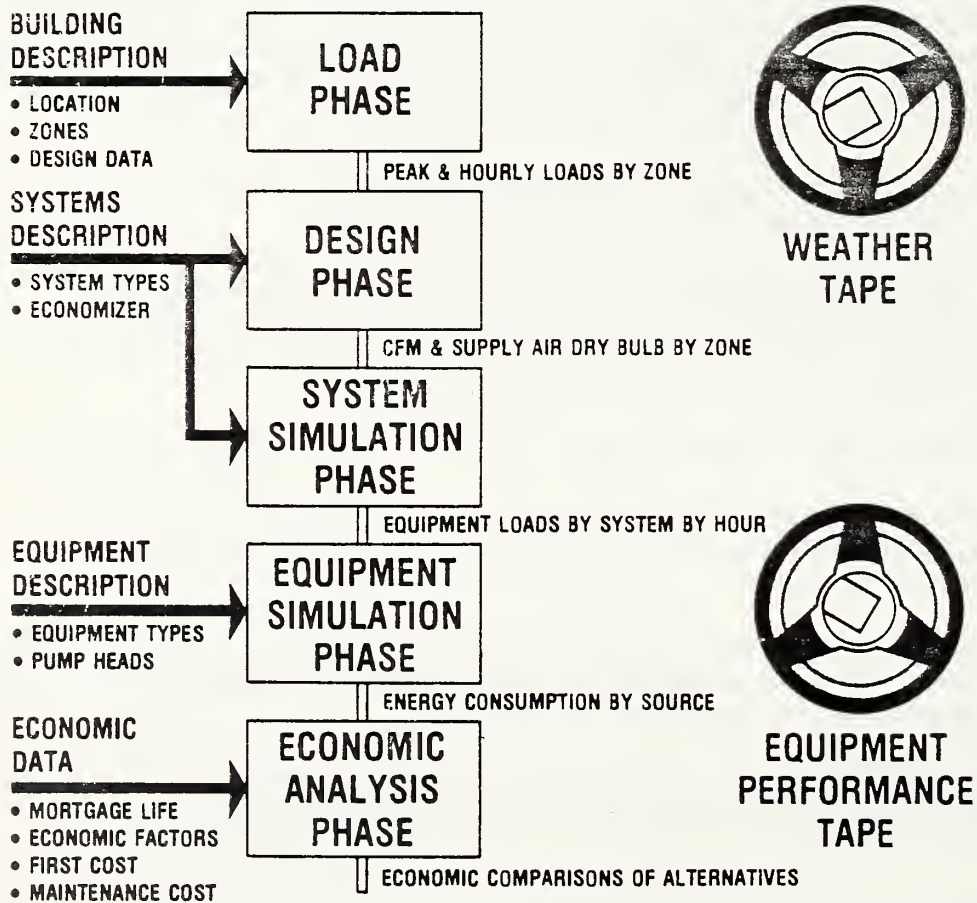 BUILDING
DESCRIPTION
• LOCATION
• ZONES
• DESIGN DATA
LOAD
PHASE
PEAK & HOURLY LOADS BY ZONE
SYSTEMS
DESCRIPTION
• SYSTEM TYPES
• ECONOMIZER
DESIGN
PHASE
CFM & SUPPLY AIR DRY BULB BY ZONE
SYSTEM
SIMULATION
PHASE
EQUIPMENT LOADS BY SYSTEM BY HOUR
EQUIPMENT
DESCRIPTION
• EQUIPMENT TYPES
• PUMP HEADS
EQUIPMENT
SIMULATION
PHASE
ENERGY CONSUMPTION BY SOURCE
ECONOMIC
DATA
• MORTGAGE LIFE
• ECONOMIC FACTORS
• FIRST COST
• MAINTENANCE COST
ECONOMIC
ANALYSIS
PHASE
ECONOMIC COMPARISONS OF ALTERNATIVES
WEATHER
TAPE
EQUIPMENT
PERFORMANCE
TAPE